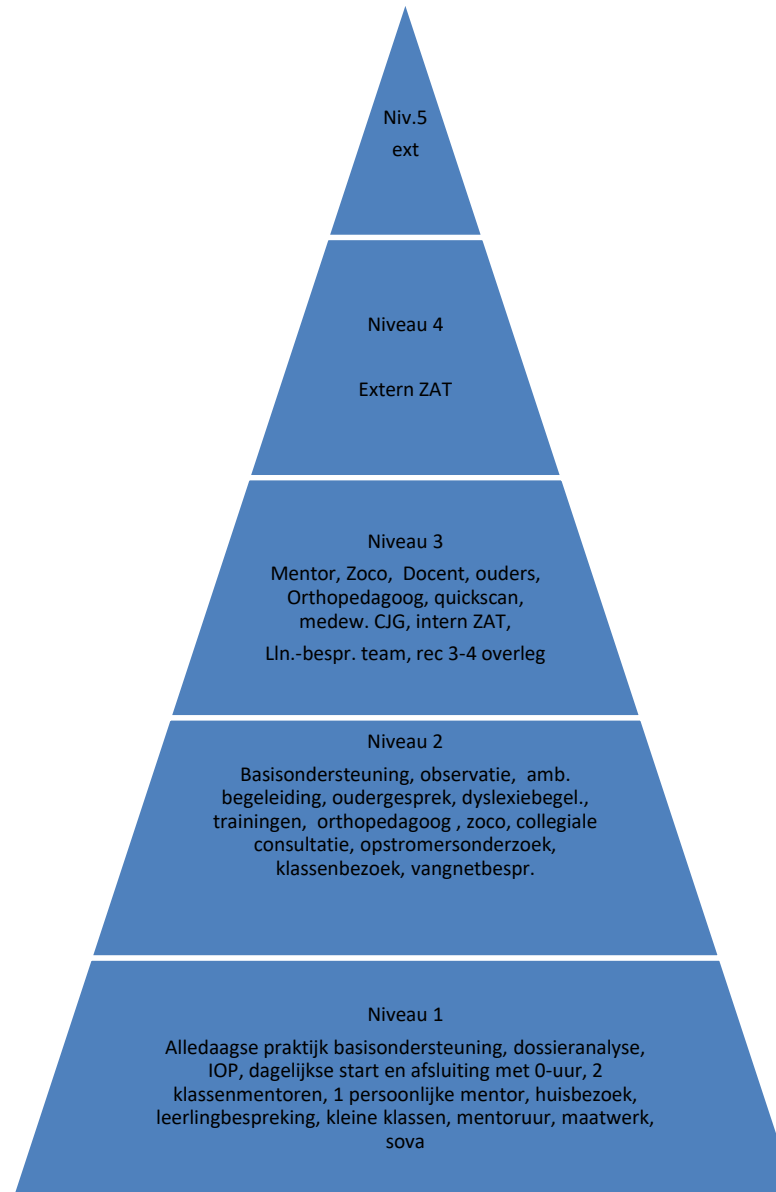 Niv.5
ext
Niveau 4
Extern ZAT
Niveau 3
Mentor, Zoco, Docent, ouders,
Orthopedagoog, quickscan,
medew. CJG, intern ZAT,
Lln.-bespr. team, rec 3-4 overleg
Niveau 2
Basisondersteuning, observatie, amb.
begeleiding, oudergesprek, dyslexiebegel.,
trainingen, orthopedagoog , zoco, collegiale
consultatie, opstromersonderzoek,
klassenbezoek, vangnetbespr.
Niveau 1
Alledaagse praktijk basisondersteuning, dossieranalyse,
IOP, dagelijkse start en afsluiting met 0-uur, 2
klassenmentoren, 1 persoonlijke mentor, huisbezoek,
leerlingbespreking, kleine klassen, mentoruur, maatwerk,
sova